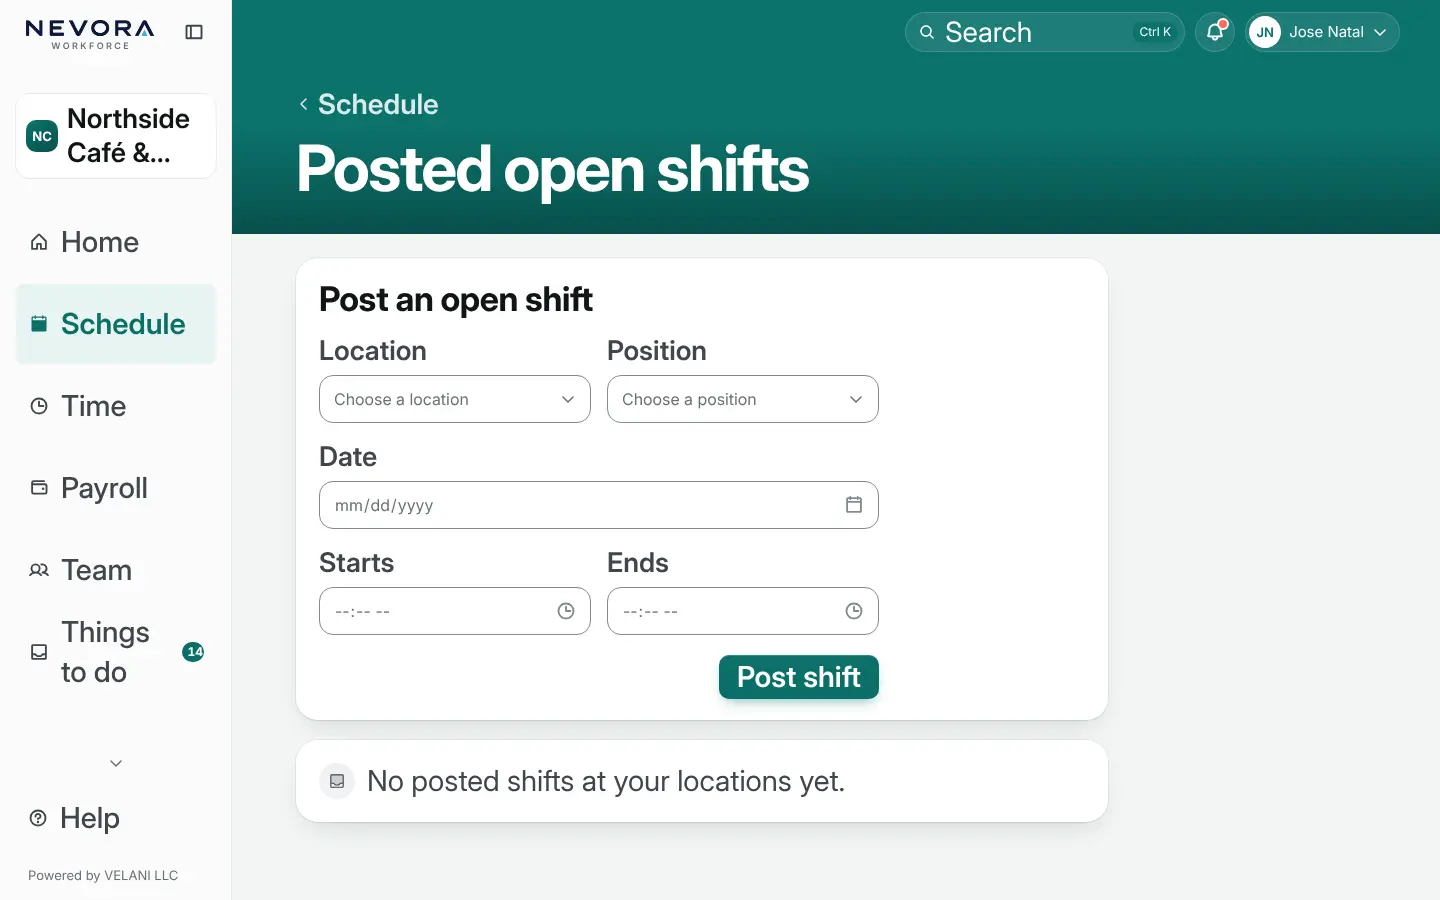 NEVORA
WORKFORCE
Search
Ctrl K
JN
Jose Natal
NC
Northside
Café &...
Home
Schedule
Time
Payroll
Team
Things
to do
14
Help
Powered by VELANI LLC
Schedule
Posted open shifts
Post an open shift
Location
Position
Choose a location
Choose a position
Date
mm/dd/yyyy
Starts
Ends
--:-- --
--:-- --
Post shift
No posted shifts at your locations yet.